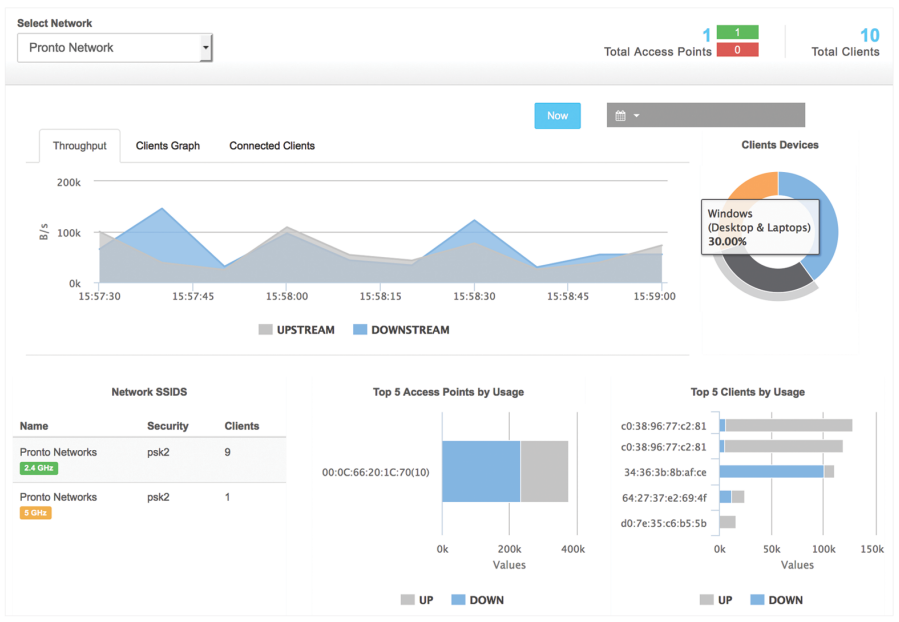 Select Network
Pronto Network
1
1
0
Total Access Points
10
Total Clients
Now
Throughput
Clients Graph
Connected Clients
Clients Devices
200k
100k
0k
B/s
15:57:30
15:57:45
15:58:00
15:58:15
15:58:30
15:58:45
15:59:00
UPSTREAM
DOWNSTREAM
Windows
(Desktop & Laptops)
30.00%
Network SSIDS
Name Security Clients
Pronto Networks psk2 9
2.4 GHz
Pronto Networks psk2 1
5 GHz
Top 5 Access Points by Usage
00:0C:66:20:1C:70(10)
0k 200k 400k
Values
UP DOWN
Top 5 Clients by Usage
c0:38:96:77:c2:81
c0:38:96:77:c2:81
34:36:3b:8b:af:ce
64:27:37:e2:69:4f
d0:7e:35:c6:b5:5b
0k 50k 100k 150k
Values
UP DOWN